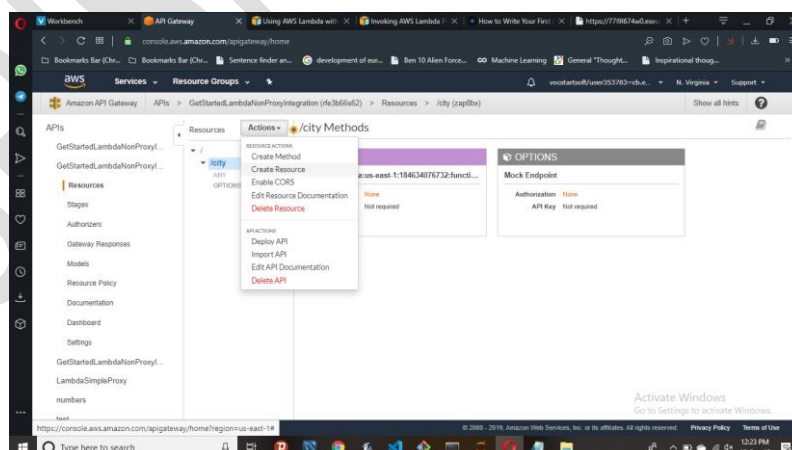 Workbench
API Gateway
Using AWS Lambda with
Invoking AWS Lambda F
How to Write Your First
console.aws.amazon.com/apigateway/home
Bookmarks Bar (Chr...
Bookmarks Bar (Chr...
Sentence finder an...
development of eur...
Ben 10 Alien Force...
Machine Learning
General "Thought...
Inspirational thoug...
aws
Services
Resource Groups
N. Virginia
Support
Amazon API Gateway
APIs > GetStartedLambdaNonProxyIntegration > Resources > /city
Show all hints
APIs
GetStartedLambdaNonProxyI...
GetStartedLambdaNonProxyI...
Resources
Stages
Authorizers
Gateway Responses
Models
Resource Policy
Documentation
Dashboard
Settings
GetStartedLambdaNonProxyI...
LambdaSimpleProxy
numbers
Resources
Actions
/
/city
ANY
OPTIONS
RESOURCE ACTIONS
Create Method
Create Resource
Enable CORS
Edit Resource Documentation
Delete Resource
API ACTIONS
Deploy API
Import API
Edit API Documentation
Delete API
/city Methods
a:us-east-1:184634076732:functi...
None
Not required
OPTIONS
Mock Endpoint
Authorization None
API Key Not required
Activate Windows
Go to Settings to activate Windows.
https://console.aws.amazon.com/apigateway/home?region=us-east-1#
© 2008 - 2019, Amazon Web Services, Inc. or its affiliates. All rights reserved.
Privacy Policy
Terms of Use
Type here to search
12:23 PM